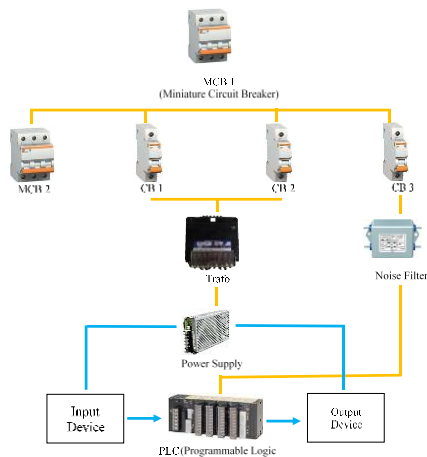 MCB 1
(Miniature Circuit Breaker)
MCB 2
CB 1
CB 2
CB 3
Trafo
Noise Filter
Power Supply
Input
Device
Output
Device
PLC(Programmable Logic